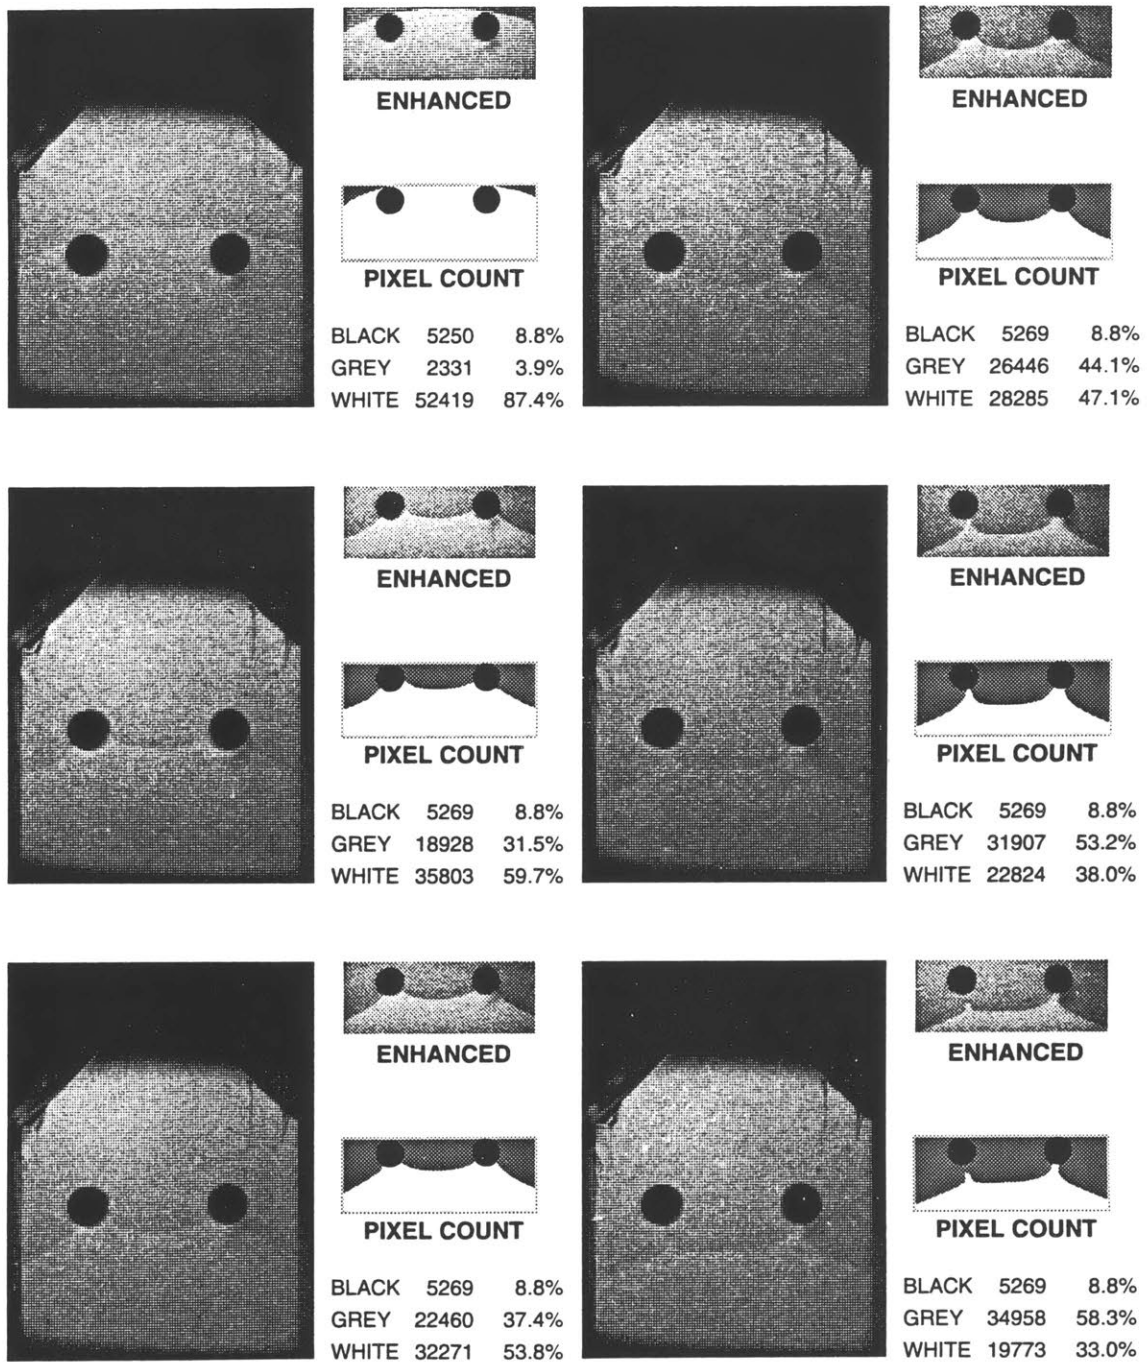 ENHANCED
PIXEL COUNT
BLACK 5250 8.8%
GREY 2331 3.9%
WHITE 52419 87.4%
ENHANCED
PIXEL COUNT
BLACK 5269 8.8%
GREY 26446 44.1%
WHITE 28285 47.1%
ENHANCED
PIXEL COUNT
BLACK 5269 8.8%
GREY 18928 31.5%
WHITE 35803 59.7%
ENHANCED
PIXEL COUNT
BLACK 5269 8.8%
GREY 31907 53.2%
WHITE 22824 38.0%
ENHANCED
PIXEL COUNT
BLACK 5269 8.8%
GREY 22460 37.4%
WHITE 32271 53.8%
ENHANCED
PIXEL COUNT
BLACK 5269 8.8%
GREY 34958 58.3%
WHITE 19773 33.0%